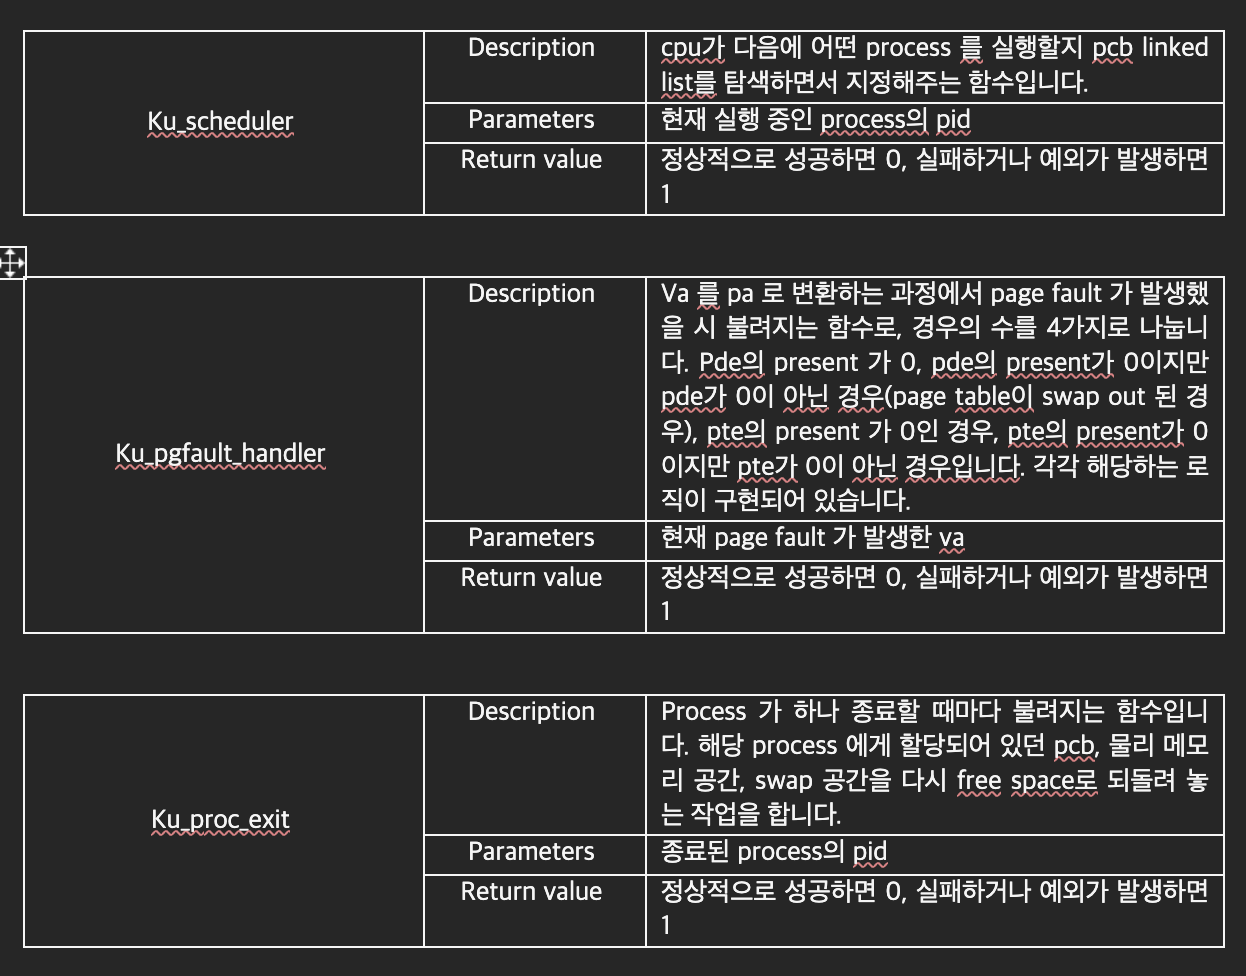 Ku_scheduler
Description
cpu가 다음에 어떤 process 를 실행할지 pcb linked
list를 탐색하면서 지정해주는 함수입니다.
Parameters
현재 실행 중인 process의 pid
Return value
정상적으로 성공하면 0, 실패하거나 예외가 발생하면
1
Ku_pgfault_handler
Description
Va 를 pa 로 변환하는 과정에서 page fault 가 발생했
을 시 불려지는 함수로, 경우의 수를 4가지로 나눕니
다. Pde의 present 가 0, pde의 present가 0이지만
pde가 0이 아닌 경우(page table이 swap out 된 경
우), pte의 present 가 0인 경우, pte의 present가 0
이지만 pte가 0이 아닌 경우입니다. 각각 해당하는 로
직이 구현되어 있습니다.
Parameters
현재 page fault 가 발생한 va
Return value
정상적으로 성공하면 0, 실패하거나 예외가 발생하면
1
Ku_proc_exit
Description
Process 가 하나 종료할 때마다 불려지는 함수입니
다. 해당 process 에게 할당되어 있던 pcb, 물리 메모
리 공간, swap 공간을 다시 free space로 되돌려 놓
는 작업을 합니다.
Parameters
종료된 process의 pid
Return value
정상적으로 성공하면 0, 실패하거나 예외가 발생하면
1